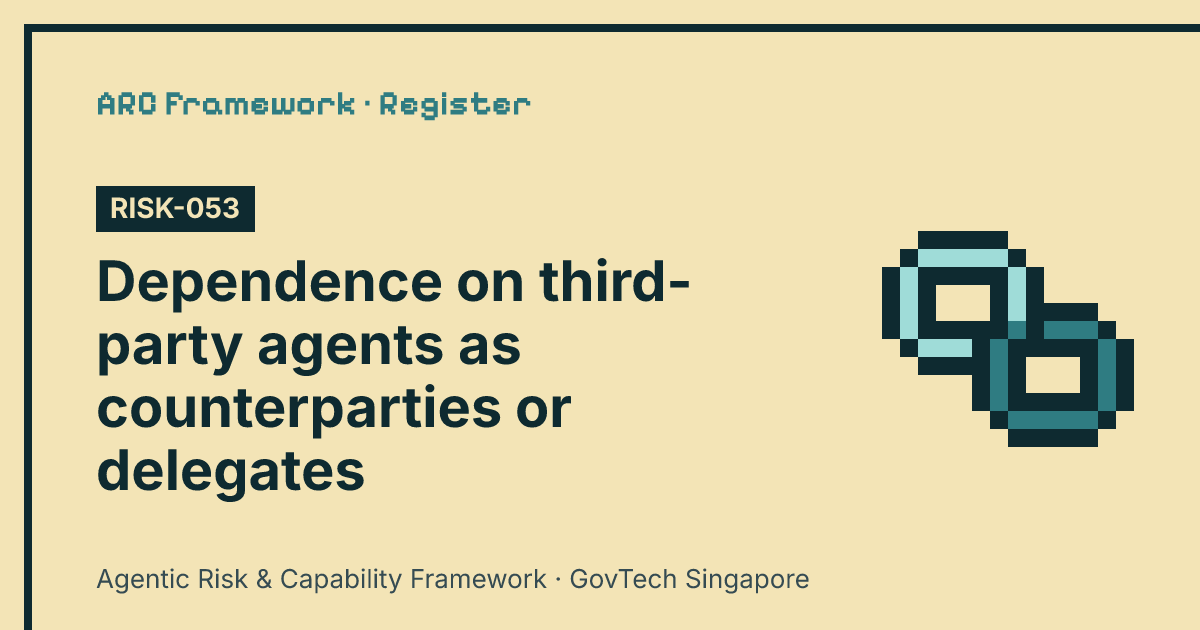 ARC Framework · Register
RISK-053
Dependence on third-
party agents as
counterparties or
delegates
Agentic Risk & Capability Framework · GovTech Singapore